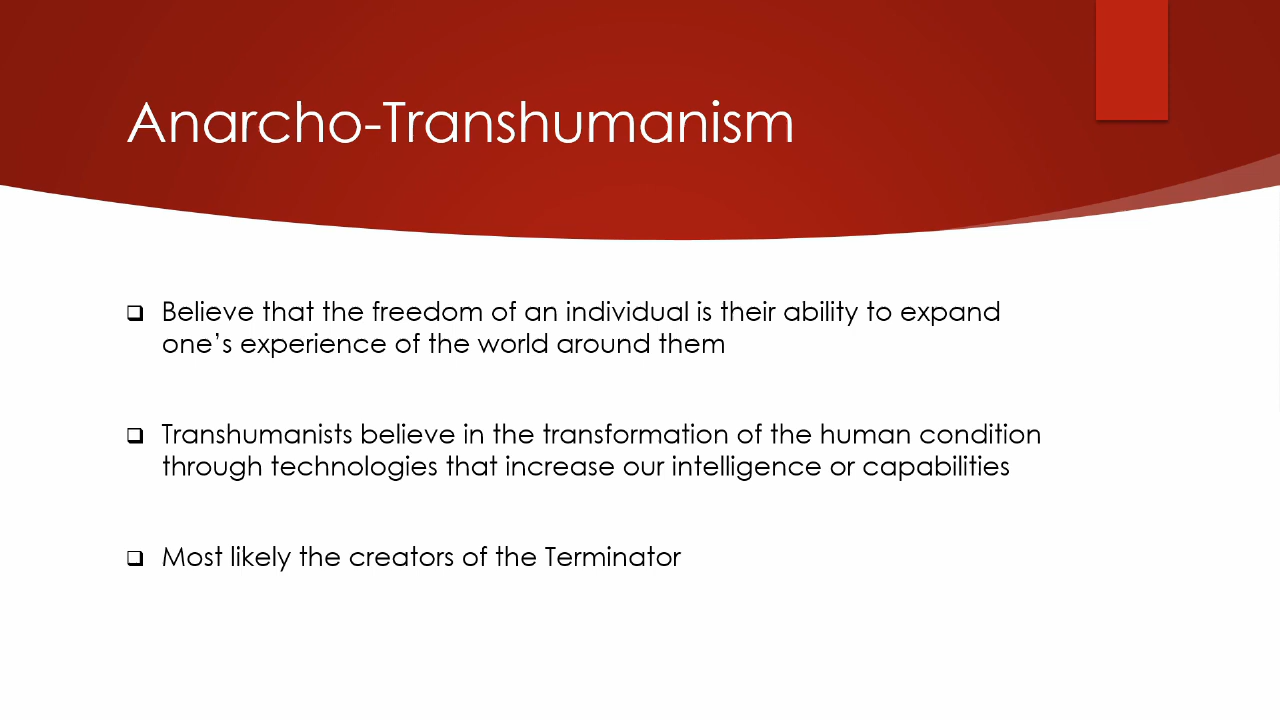 Anarcho-Transhumanism
Believe that the freedom of an individual is their ability to expand
one’s experience of the world around them
Transhumanists believe in the transformation of the human condition
through technologies that increase our intelligence or capabilities
Most likely the creators of the Terminator